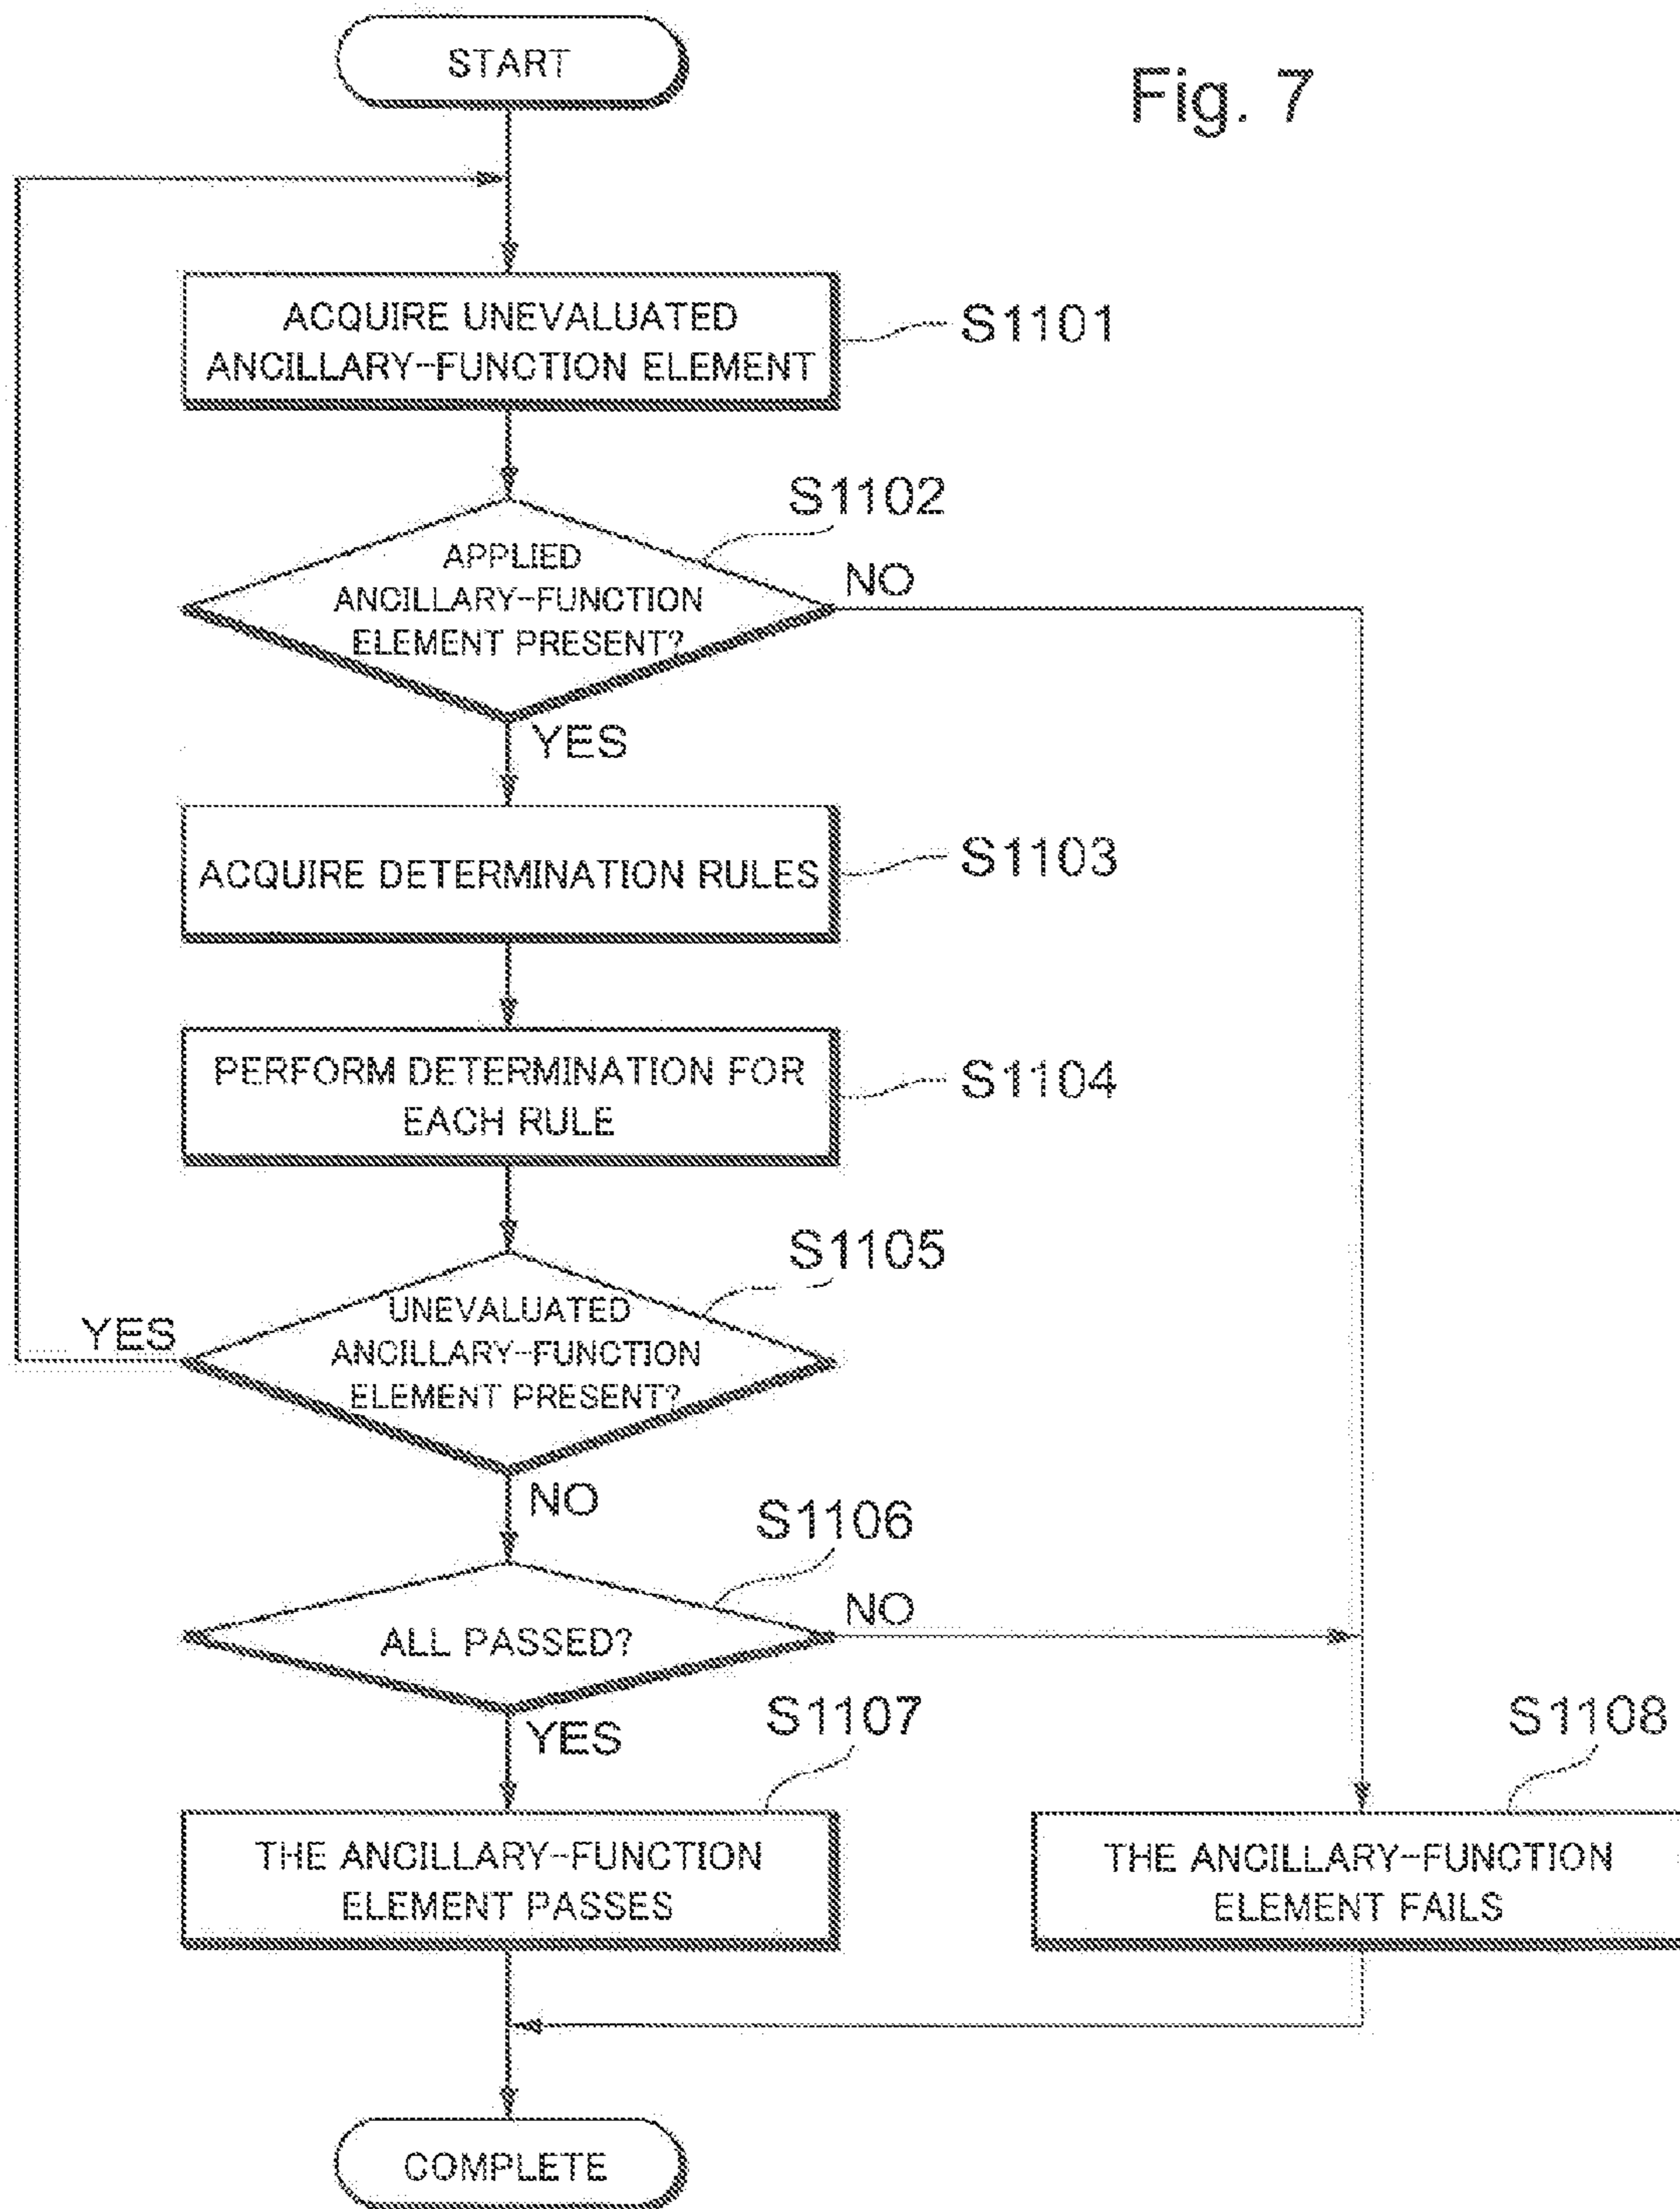 START
Fig. 7
ACQUIRE UNEVALUATED
ANCILLARY-FUNCTION ELEMENT
S1101
S1102
APPLIED
ANCILLARY-FUNCTION
ELEMENT PRESENT?
NO
YES
ACQUIRE DETERMINATION RULES
S1103
PERFORM DETERMINATION FOR
EACH RULE
S1104
S1105
UNEVALUATED
ANCILLARY-FUNCTION
ELEMENT PRESENT?
YES
NO
S1106
ALL PASSED?
NO
YES
S1107
THE ANCILLARY-FUNCTION
ELEMENT PASSES
S1108
THE ANCILLARY-FUNCTION
ELEMENT FAILS
COMPLETE